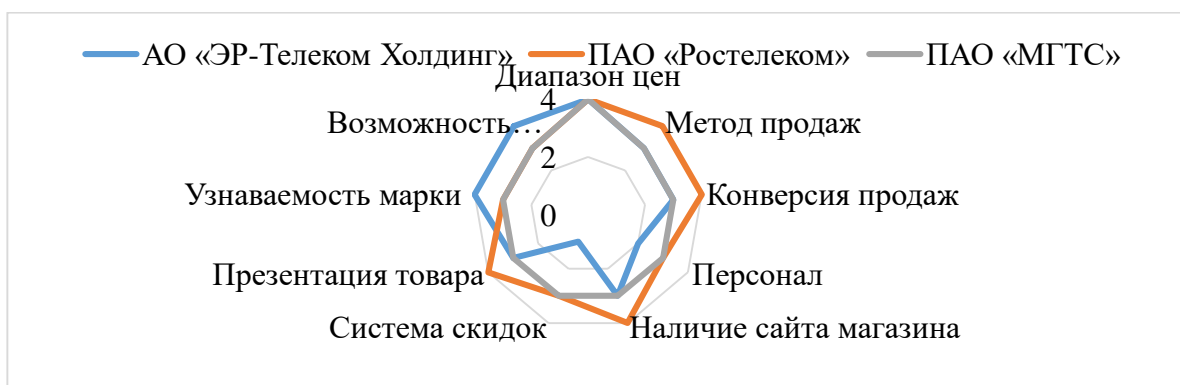 АО «ЭР-Телеком Холдинг» ПАО «Ростелеком» ПАО «МГТС»
Диапазон цен
4
Возможность… Метод продаж
2
Узнаваемость марки Конверсия продаж
0
Презентация товара Персонал
Система скидок Наличие сайта магазина